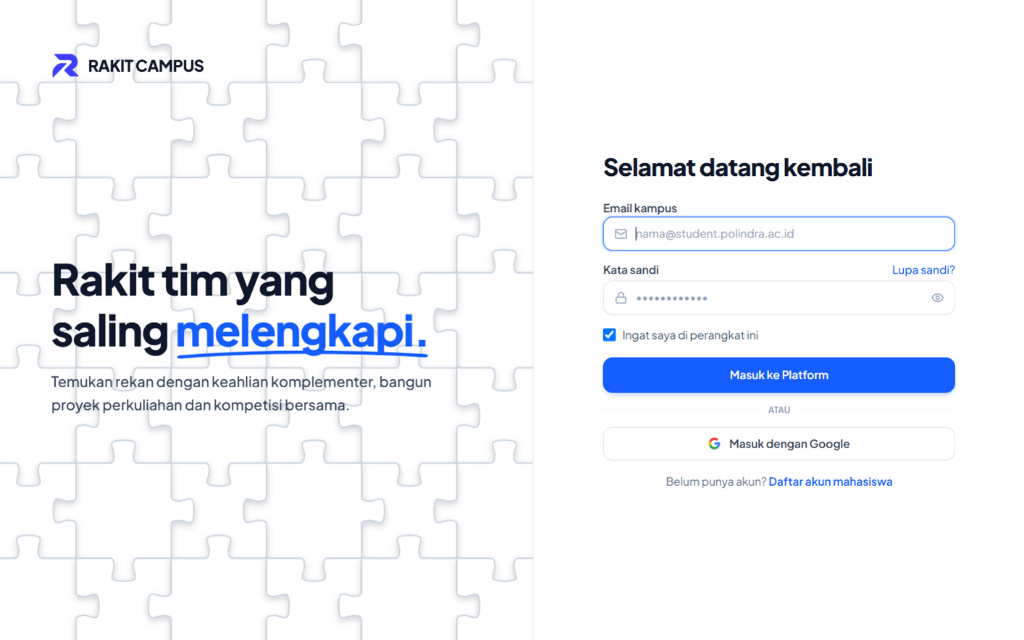 RAKIT CAMPUS
Rakit tim yang
saling melengkapi.
Temukan rekan dengan keahlian komplementer, bangun
proyek perkuliahan dan kompetisi bersama.
Selamat datang kembali
Email kampus
nama@student.polindra.ac.id
Kata sandi
Lupa sandi?
••••••••••••
Ingat saya di perangkat ini
Masuk ke Platform
ATAU
Masuk dengan Google
Belum punya akun? Daftar akun mahasiswa